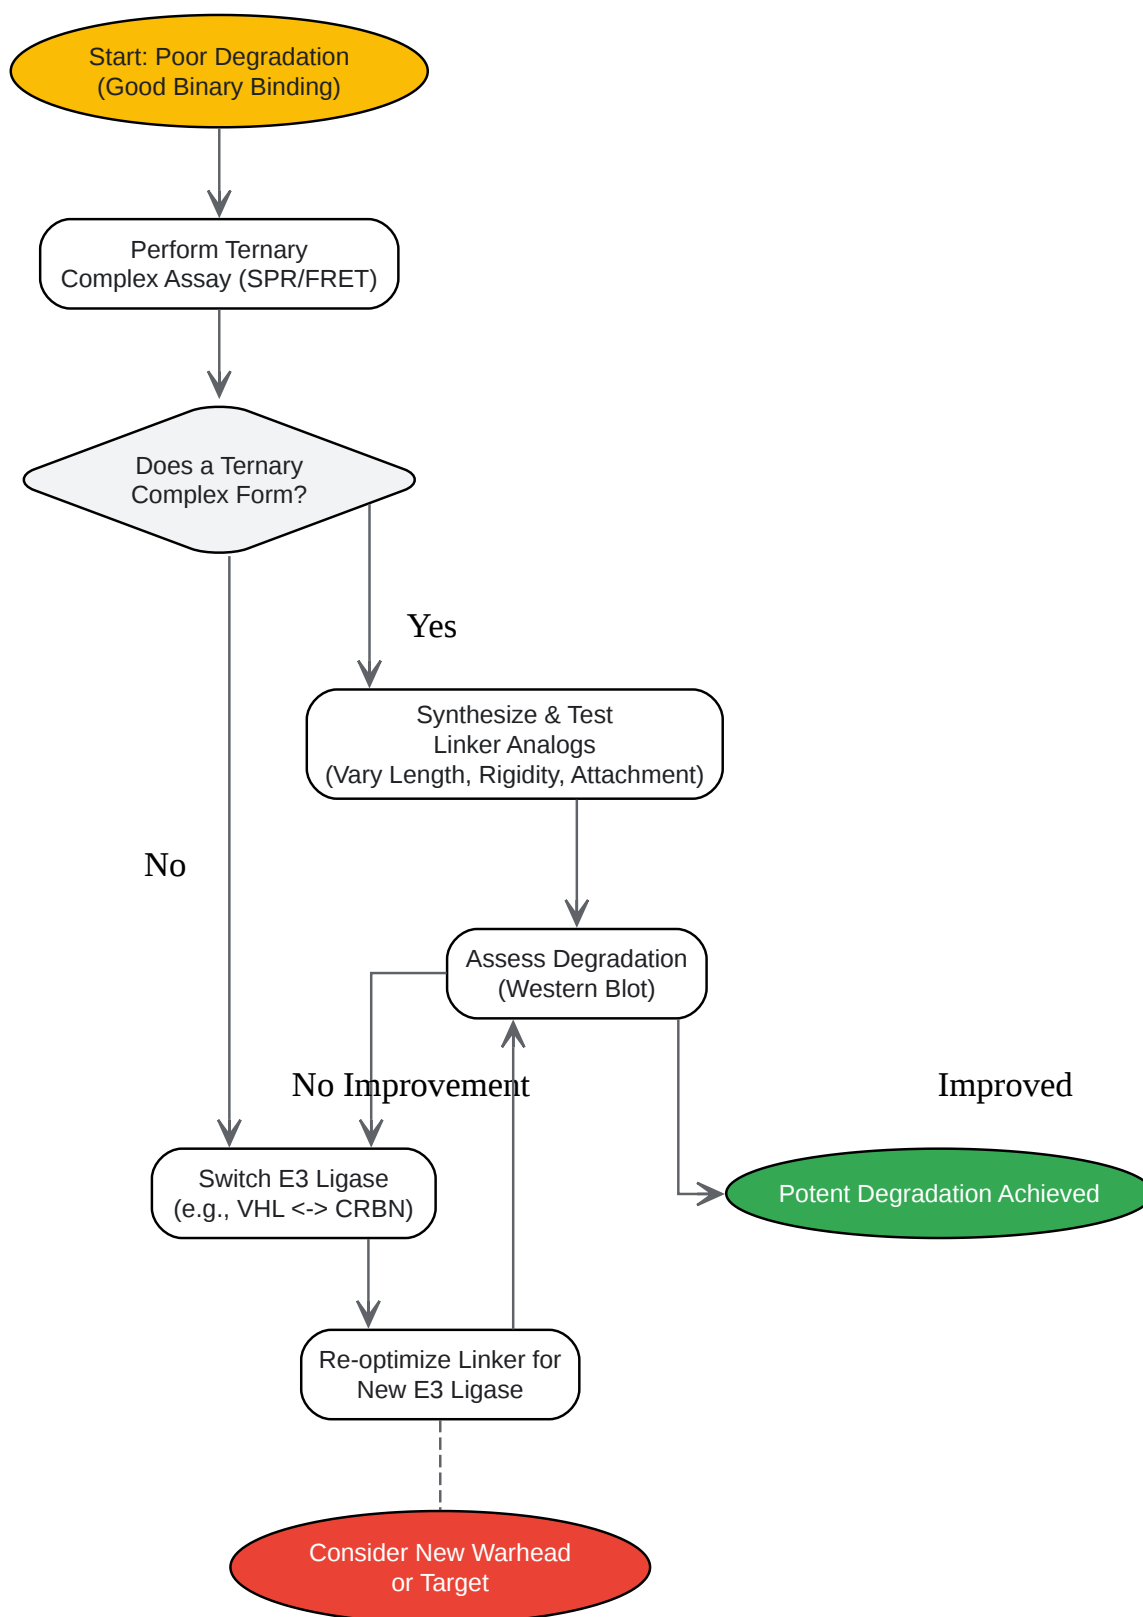 Start: Poor Degradation
(Good Binary Binding)
Perform Ternary
Complex Assay (SPR/FRET)
Does a Ternary
Complex Form?
Yes
Synthesize & Test
Linker Analogs
(Vary Length, Rigidity, Attachment)
No
Assess Degradation
(Western Blot)
No Improvement
Improved
Switch E3 Ligase
(e.g., VHL <-> CRBN)
Potent Degradation Achieved
Re-optimize Linker for
New E3 Ligase
Consider New Warhead
or Target